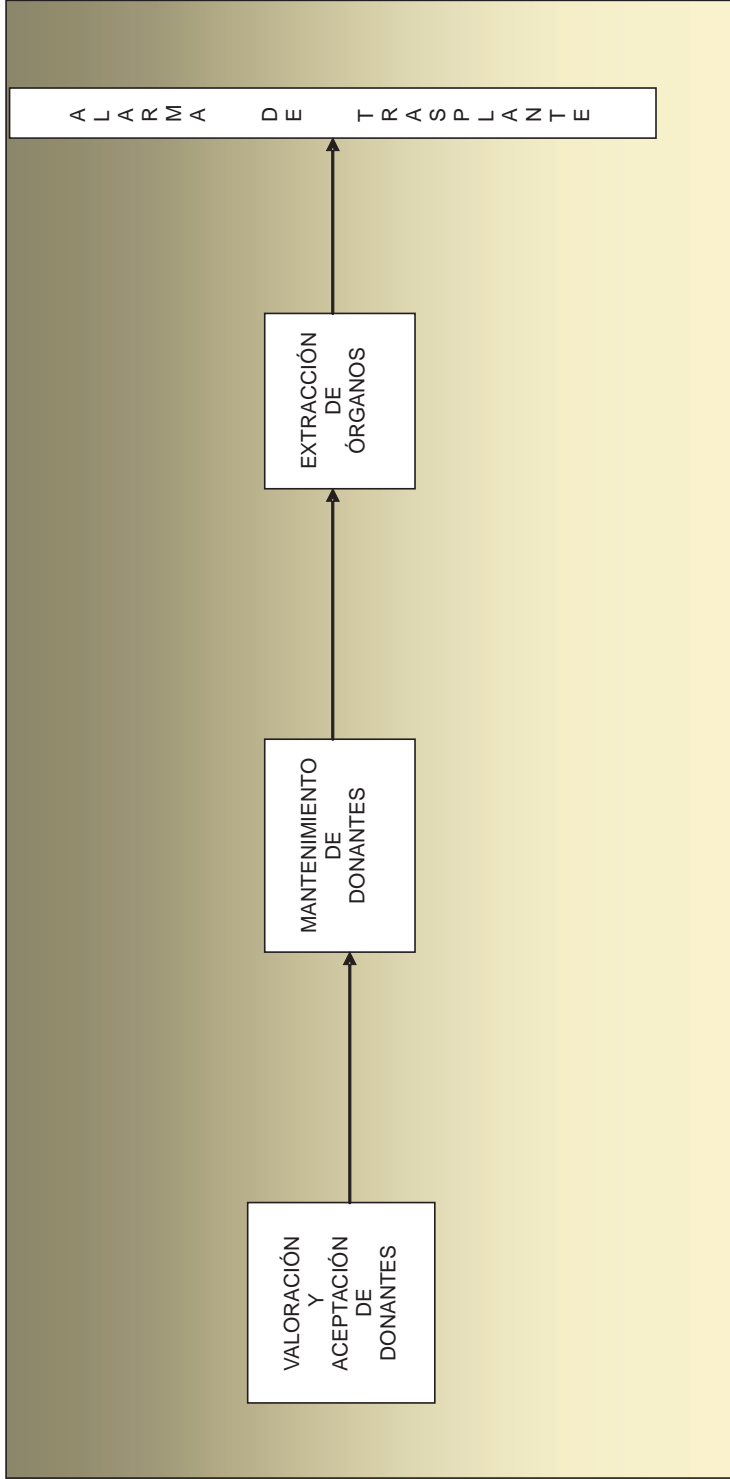 VALORACIÓN
Y
ACEPTACIÓN
DE
DONANTES
MANTENIMIENTO
DE
DONANTES
EXTRACCIÓN
DE
ÓRGANOS
ALARMA DE TRASPLANTE